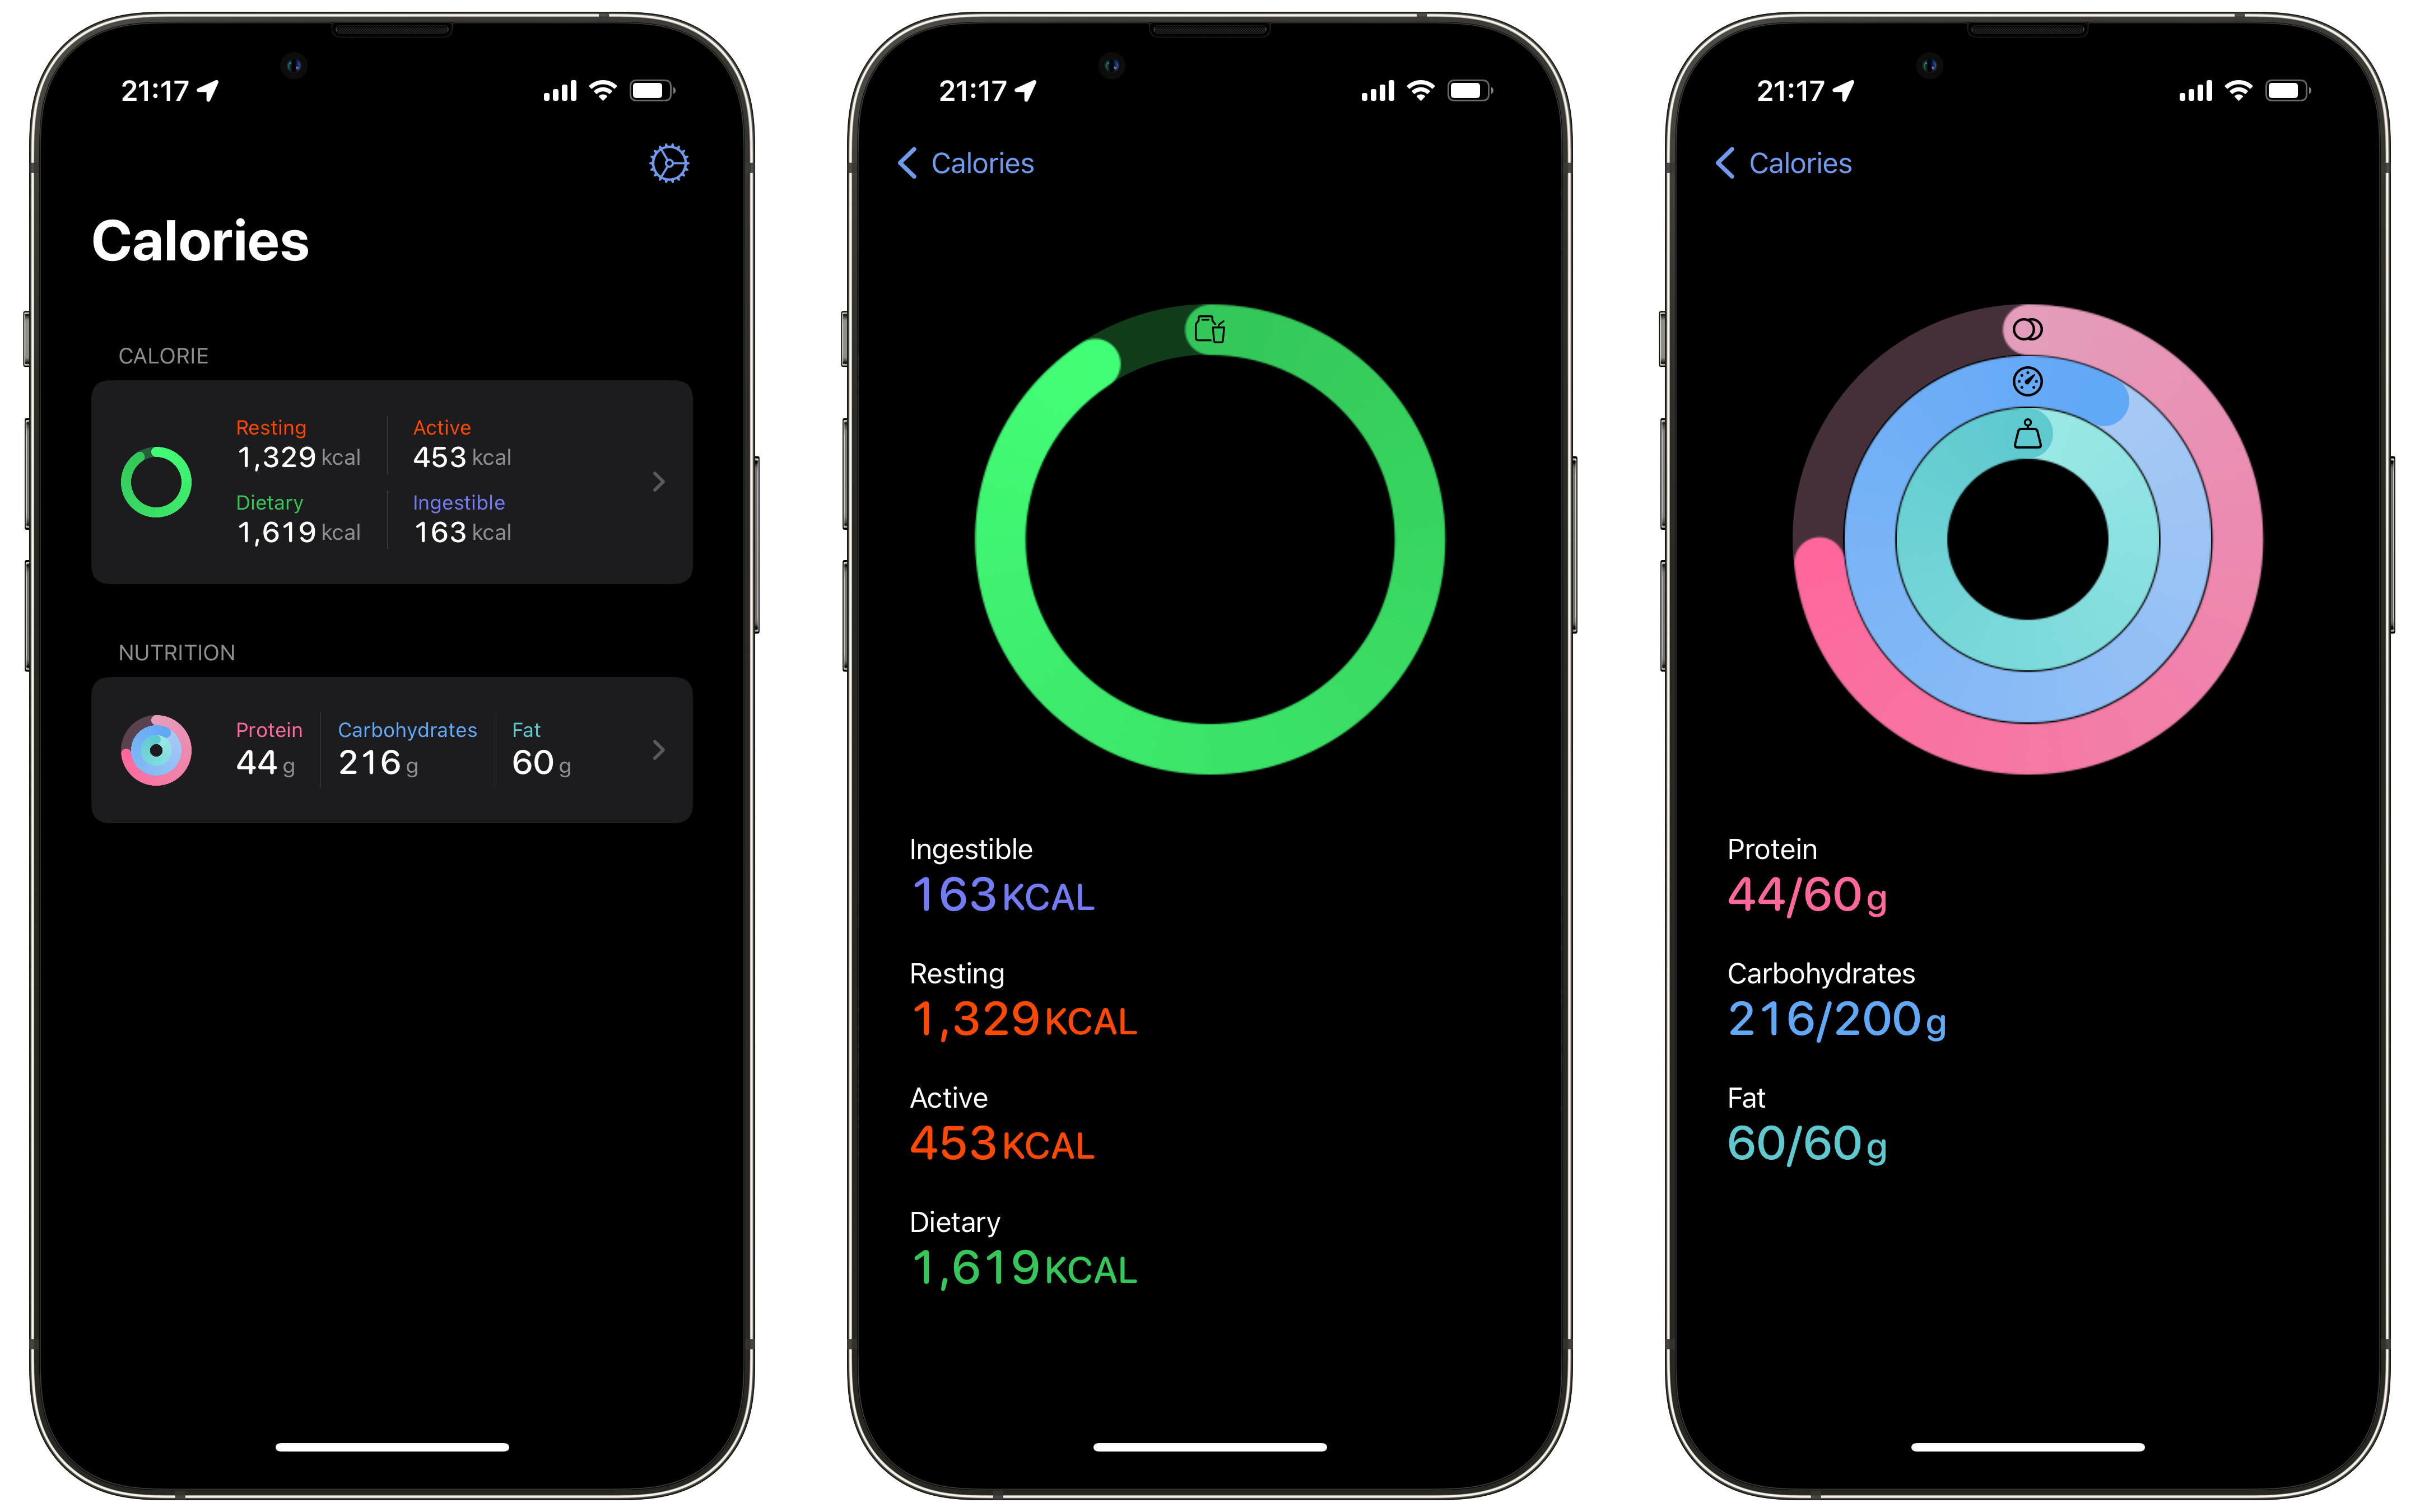 21:17
Calories
CALORIE
Resting Active
1,329 kcal 453 kcal
Dietary Ingestible
1,619 kcal 163 kcal
NUTRITION
Protein Carbohydrates Fat
44 g 216 g 60 g
21:17
Calories
Ingestible
163 KCAL
Resting
1,329 KCAL
Active
453 KCAL
Dietary
1,619 KCAL
21:17
Calories
Protein
44/60 g
Carbohydrates
216/200 g
Fat
60/60 g